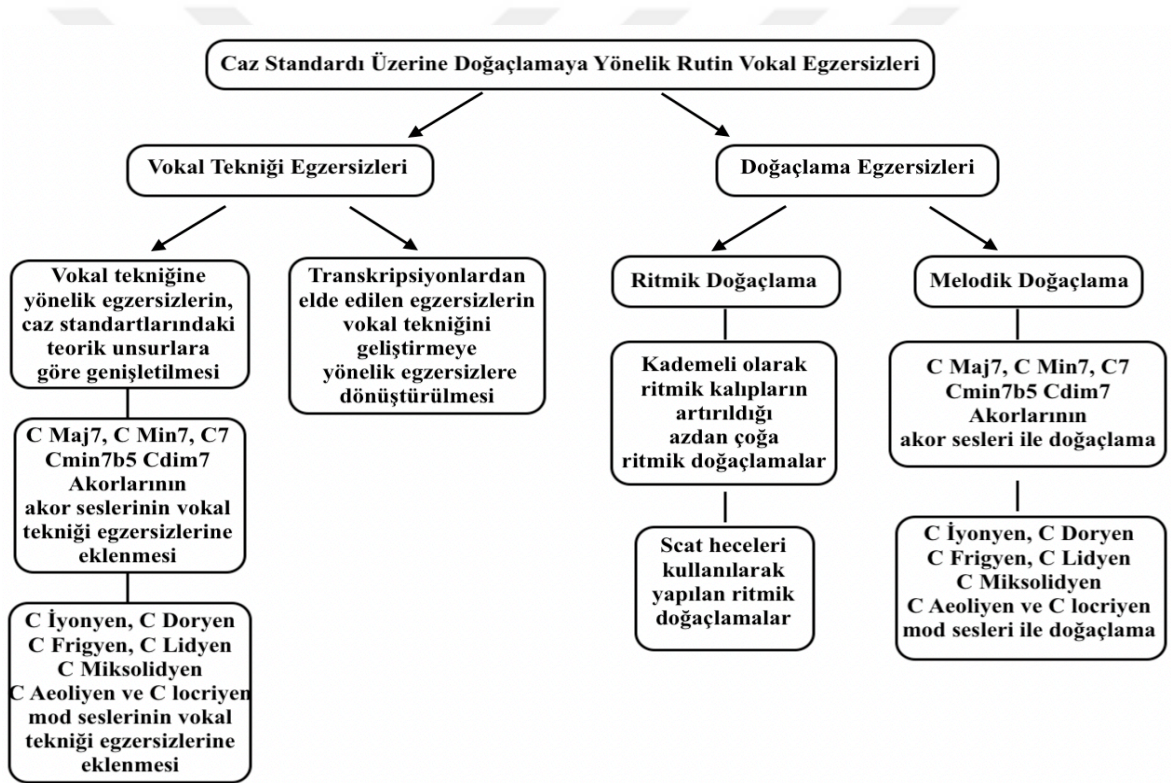 Caz Standardı Üzerine Doğaçlamaya Yönelik Rutin Vokal Egzersizleri
Vokal Tekniği Egzersizleri
Doğaçlama Egzersizleri
Vokal tekniğine
yönelik egzersizlerin,
caz standartlarındaki
teorik unsurlara
göre genişletilmesi
Transkripsiyonlardan
elde edilen egzersizlerin
vokal tekniğini
geliştirmeye
yönelik egzersizlere
dönüştürülmesi
Ritmik Doğaçlama
Melodik Doğaçlama
C Maj7, C Min7, C7
Cmin7b5 Cdim7
Akorlarının
akor seslerinin vokal
tekniği egzersizlerine
eklenmesi
Kademeli olarak
ritmik kalıpların
artırıldığı
azdan çoğa
ritmik doğaçlamalar
C Maj7, C Min7, C7
Cmin7b5 Cdim7
Akorlarının
akor sesleri ile doğaçlama
C İyonyen, C Doryen
C Frigyen, C Lidyen
C Miksolidyen
C Aeoliyen ve C locriyen
mod seslerinin vokal
tekniği egzersizlerine
eklenmesi
Scat heceleri
kullanılarak
yapılan ritmik
doğaçlamalar
C İyonyen, C Doryen
C Frigyen, C Lidyen
C Miksolidyen
C Aeoliyen ve C locriyen
mod sesleri ile doğaçlama